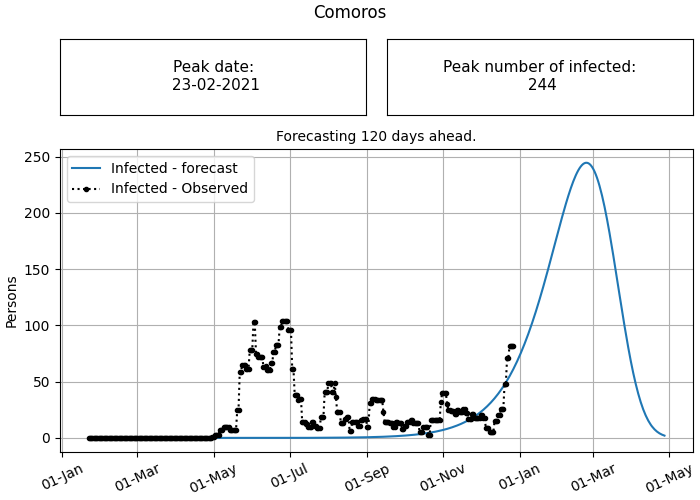 Comoros
Peak date:
23-02-2021
Peak number of infected:
244
Forecasting 120 days ahead.
Infected - forecast
Infected - Observed
Persons
250
200
150
100
50
0
01-Jan
01-Mar
01-May
01-Jul
01-Sep
01-Nov
01-Jan
01-Mar
01-May